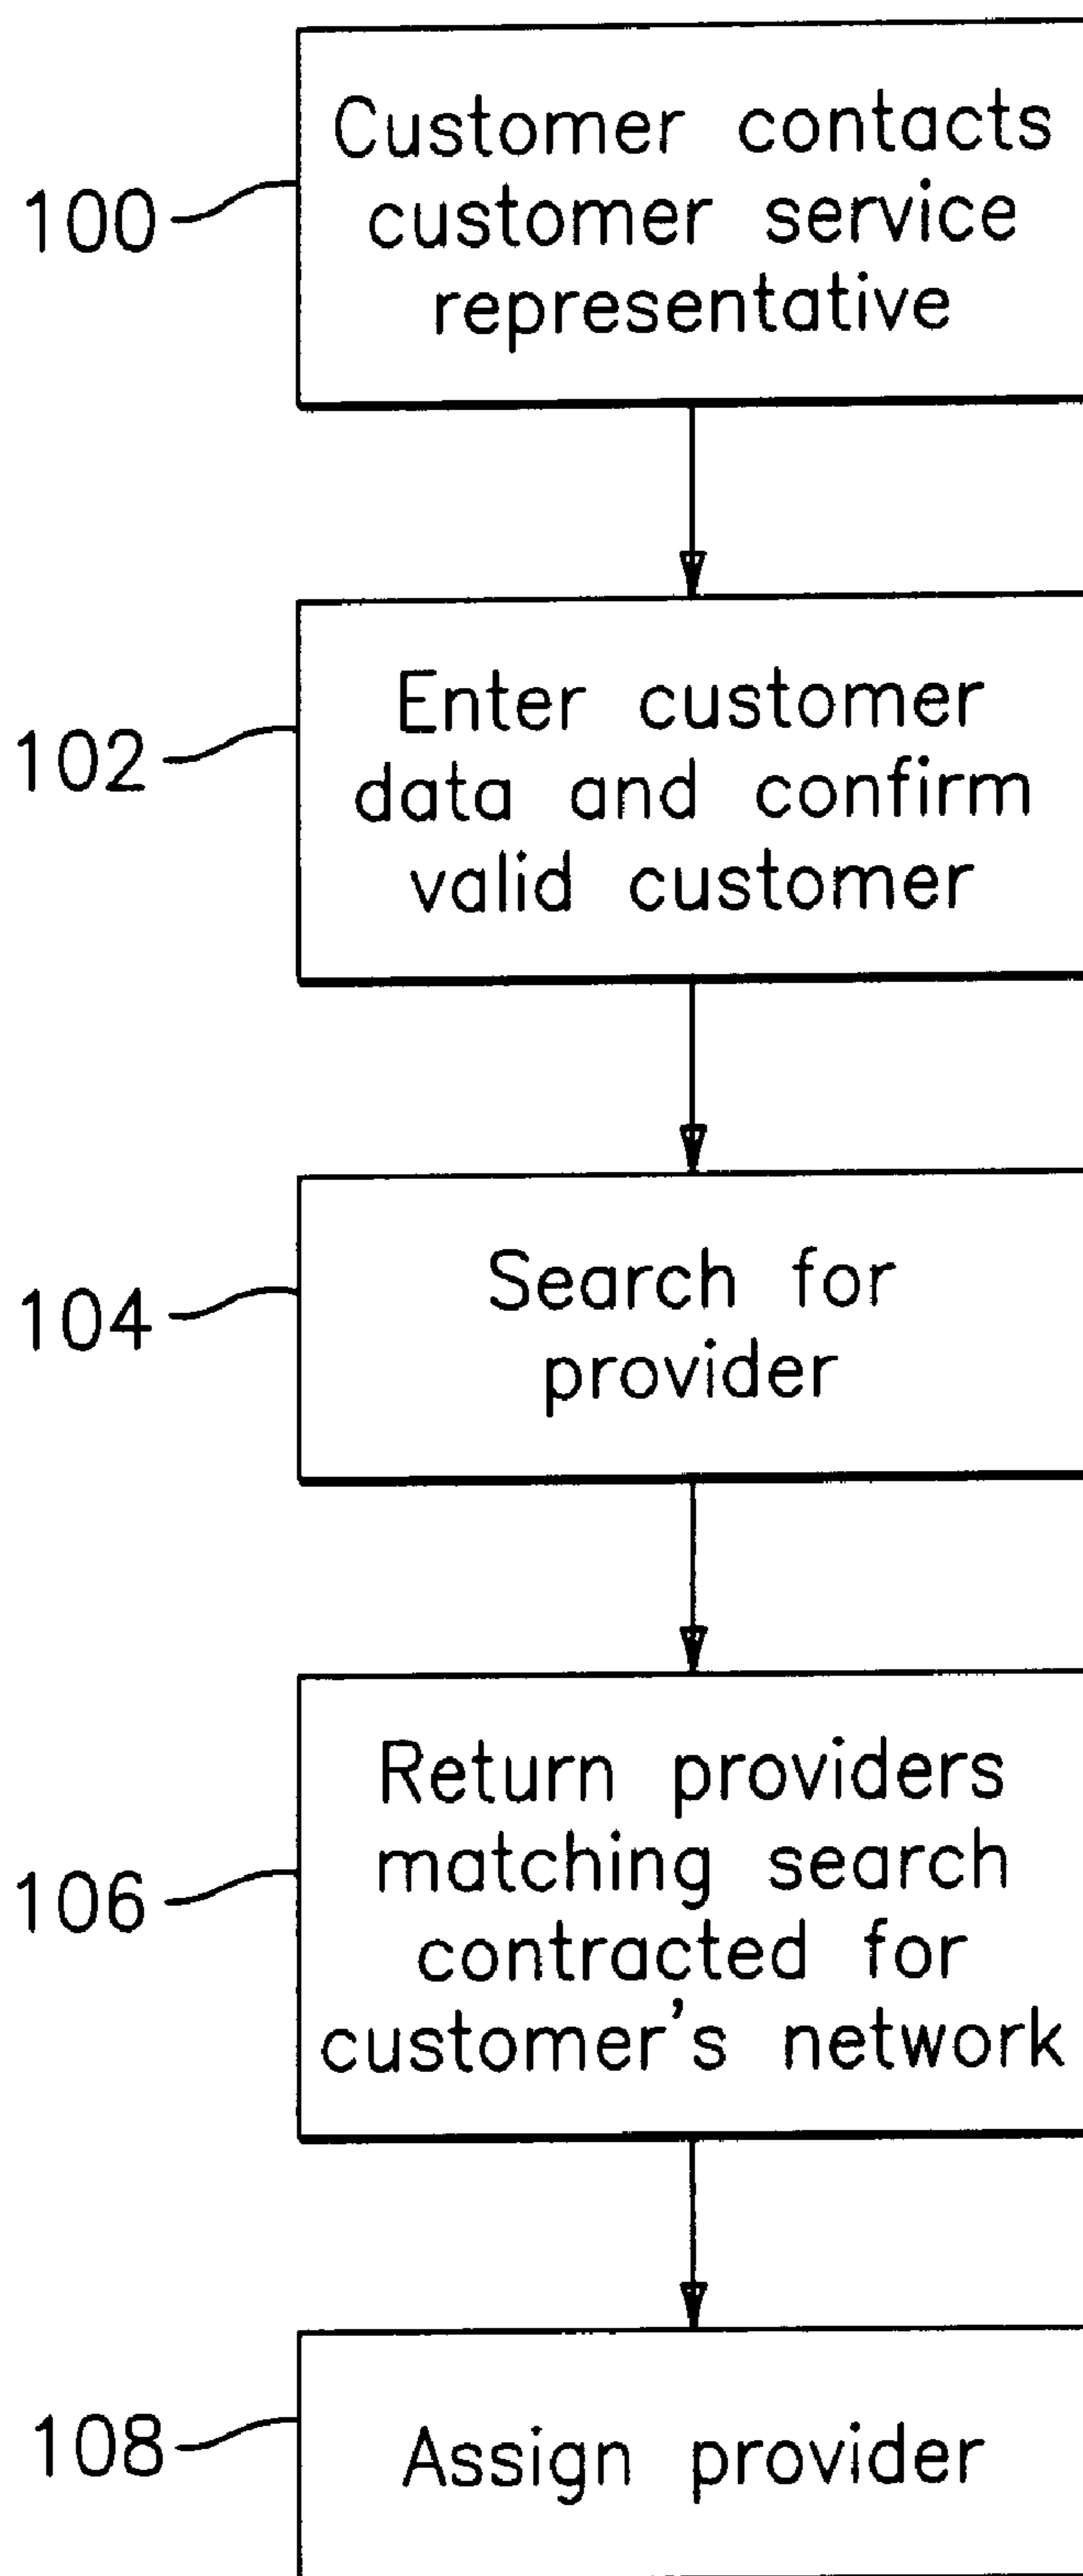 Customer contacts
customer service
representative
100
Enter customer
data and confirm
valid customer
102
Search for
provider
104
Return providers
matching search
contracted for
customer's network
106
Assign provider
108